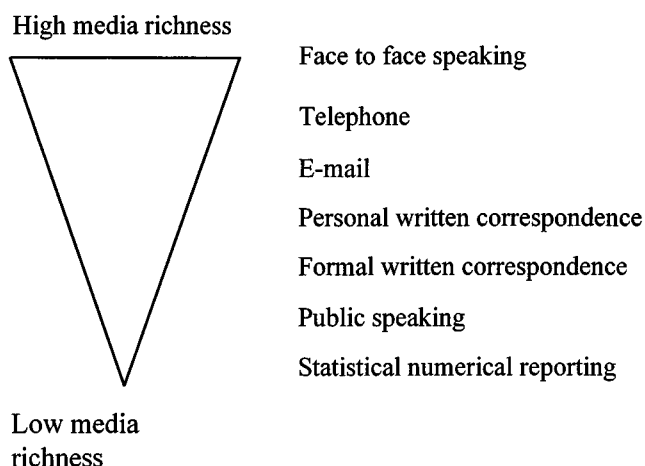 High media richness
Face to face speaking
Telephone
E-mail
Personal written correspondence
Formal written correspondence
Public speaking
Statistical numerical reporting
Low media
richness